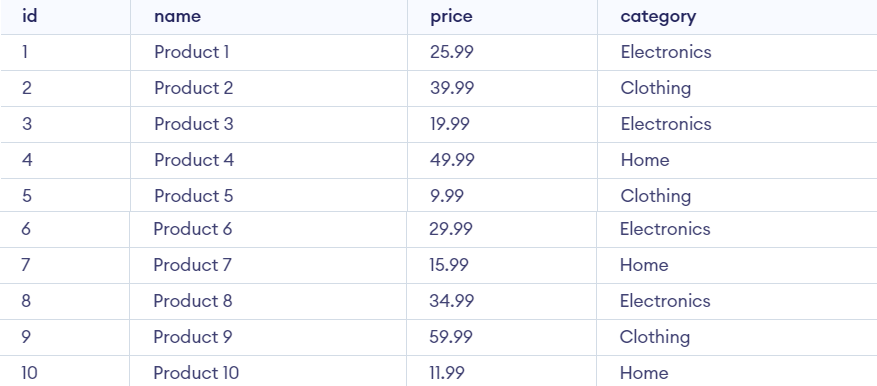 id name price category
1 Product 1 25.99 Electronics
2 Product 2 39.99 Clothing
3 Product 3 19.99 Electronics
4 Product 4 49.99 Home
5 Product 5 9.99 Clothing
6 Product 6 29.99 Electronics
7 Product 7 15.99 Home
8 Product 8 34.99 Electronics
9 Product 9 59.99 Clothing
10 Product 10 11.99 Home